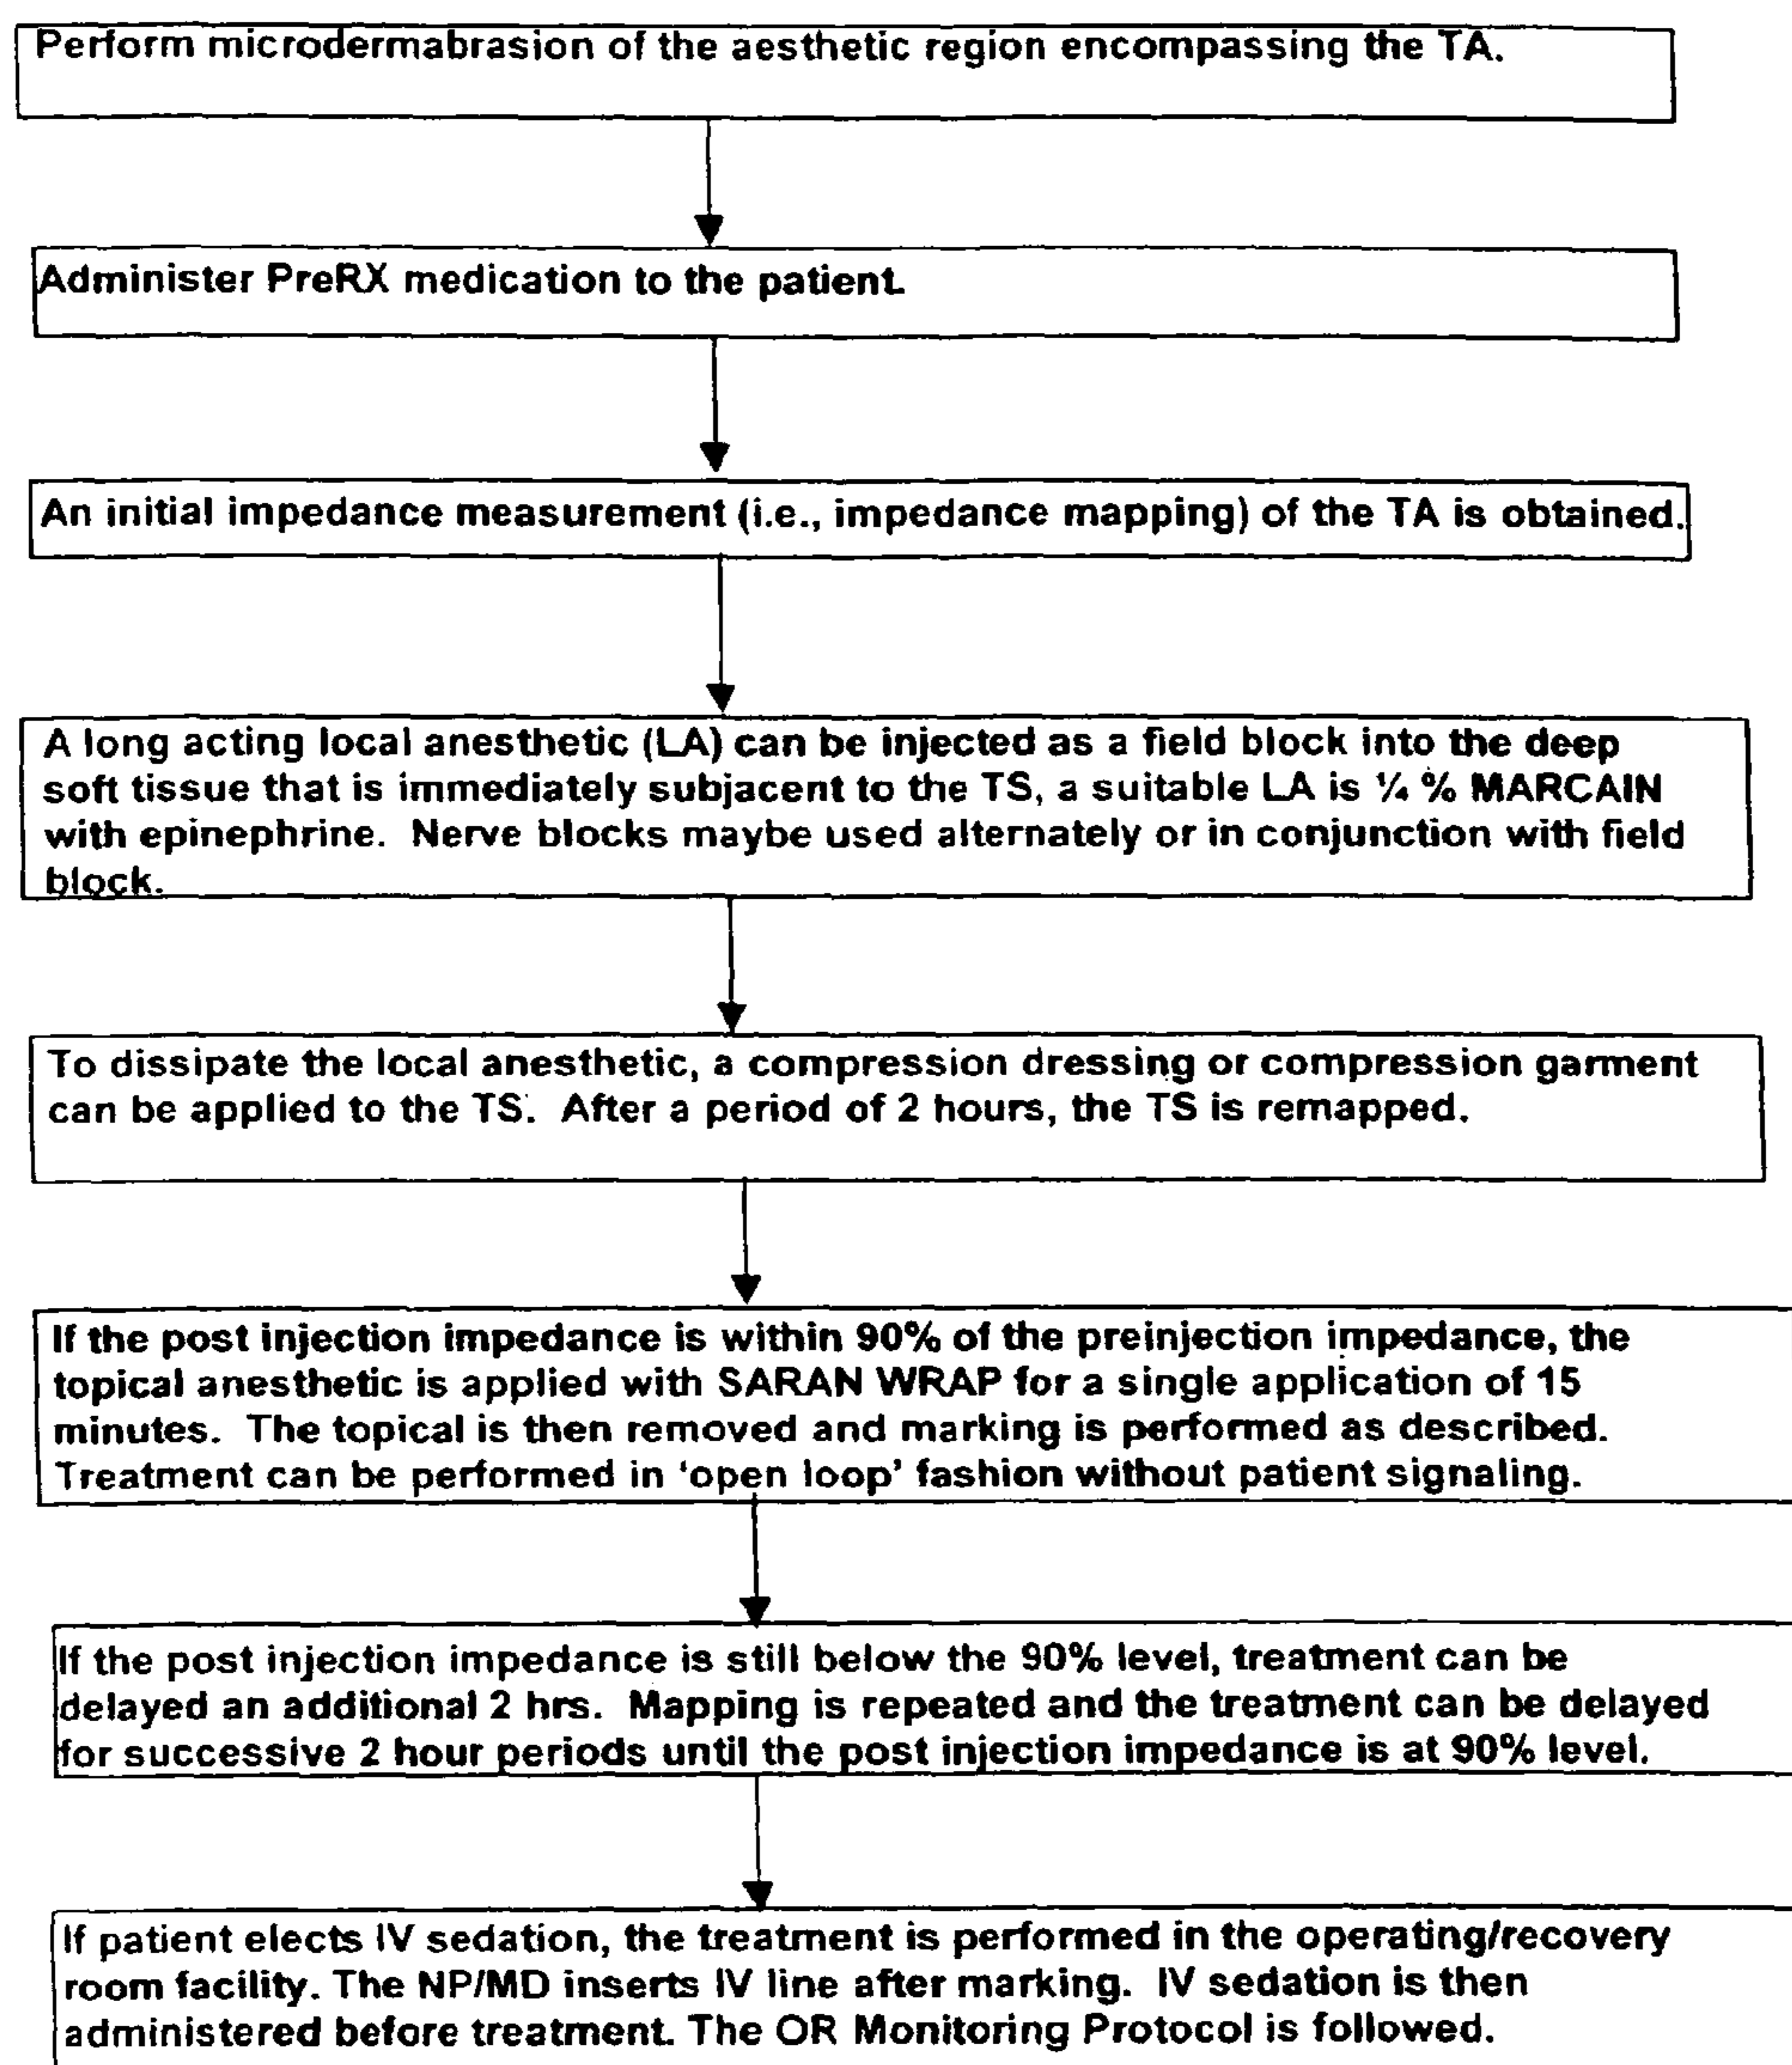 Perform microdermabrasion of the aesthetic region encompassing the TA.
Administer PreRX medication to the patient.
An initial impedance measurement (i.e., impedance mapping) of the TA is obtained.
A long acting local anesthetic (LA) can be injected as a field block into the deep
soft tissue that is immediately subjacent to the TS, a suitable LA is ¼ % MARCAIN
with epinephrine. Nerve blocks maybe used alternately or in conjunction with field
block.
To dissipate the local anesthetic, a compression dressing or compression garment
can be applied to the TS. After a period of 2 hours, the TS is remapped.
If the post injection impedance is within 90% of the preinjection impedance, the
topical anesthetic is applied with SARAN WRAP for a single application of 15
minutes. The topical is then removed and marking is performed as described.
Treatment can be performed in ‘open loop’ fashion without patient signaling.
If the post injection impedance is still below the 90% level, treatment can be
delayed an additional 2 hrs. Mapping is repeated and the treatment can be delayed
for successive 2 hour periods until the post injection impedance is at 90% level.
If patient elects IV sedation, the treatment is performed in the operating/recovery
room facility. The NP/MD inserts IV line after marking. IV sedation is then
administered before treatment. The OR Monitoring Protocol is followed.